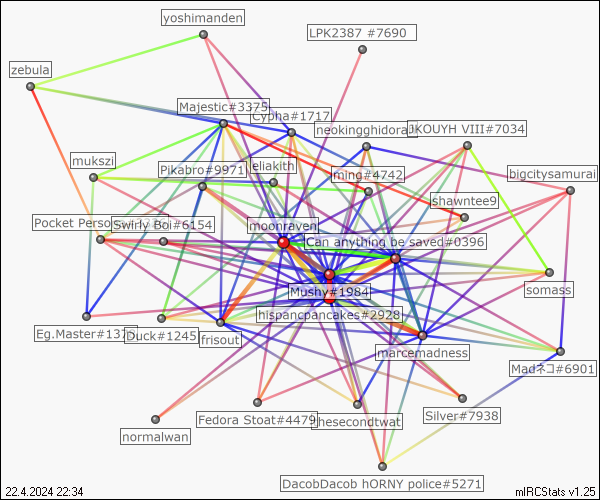 yoshimanden
LPK2387 #7690
zebula
Majestic#3375
Cypha#1717
neokingghidora
JKOUYH VIII#7034
mukszi
Pikabro#9971
eliakith
ming#4742
bigcitysamurai
shawntee9
Pocket Perso
Swirly Boi#6154
moonraven
Can anything be saved#0396
somass
Mushy#1984
hispancpancakes#2928
Eg.Master#137
Duck#1245
frisout
marcemadness
Madネコ#6901
Fedora Stoat#4479
thesecondtwat
Silver#7938
normalwan
DacobDacob hORNY police#5271
22.4.2024 22:34
mIRCStats v1.25